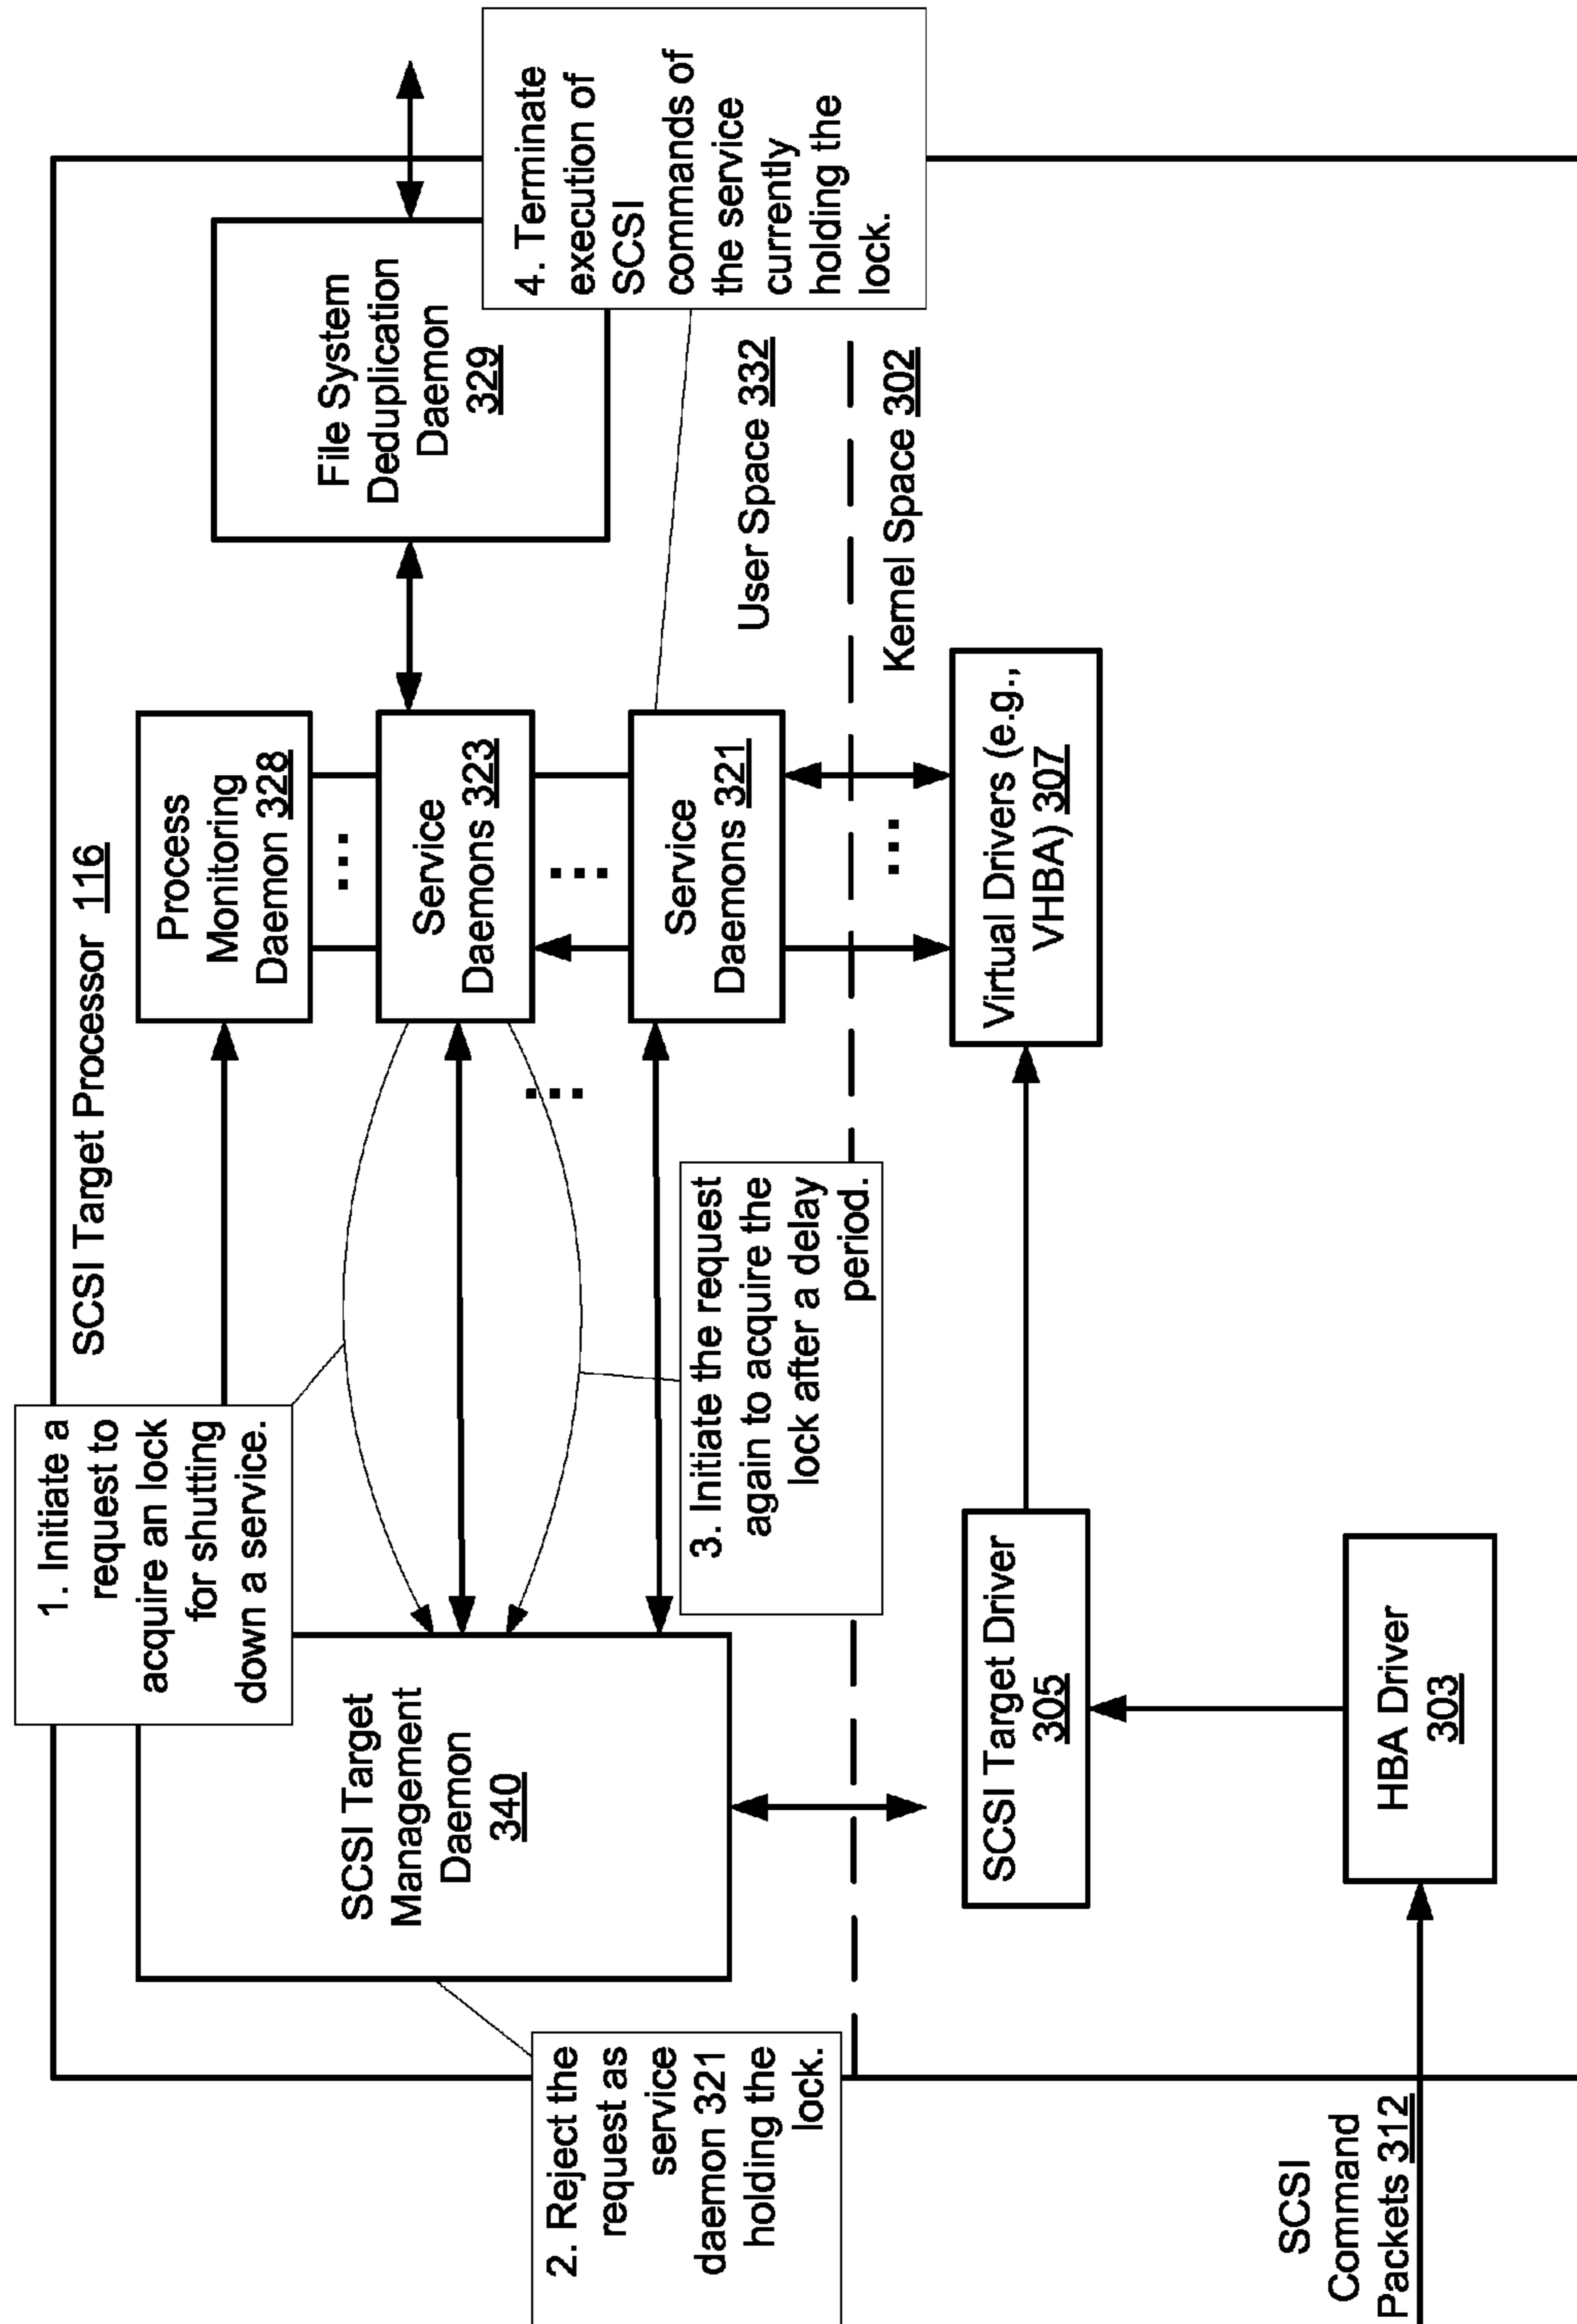 SCSI Target Processor 116
1. Initiate a
request to
acquire an lock
for shutting
down a service.
Process
Monitoring
Daemon 328
File System
Deduplication
Daemon
329
SCSI Target
Management
Daemon
340
Service
Daemons 323
2. Reject the
request as
service
daemon 321
holding the
lock.
3. Initiate the request
again to acquire the
lock after a delay
period.
Service
Daemons 321
4. Terminate
execution of
SCSI
commands of
the service
currently
holding the
lock.
User Space 332
Kernel Space 302
SCSI Target Driver
305
Virtual Drivers (e.g.,
VHBA) 307
HBA Driver
303
SCSI
Command
Packets 312